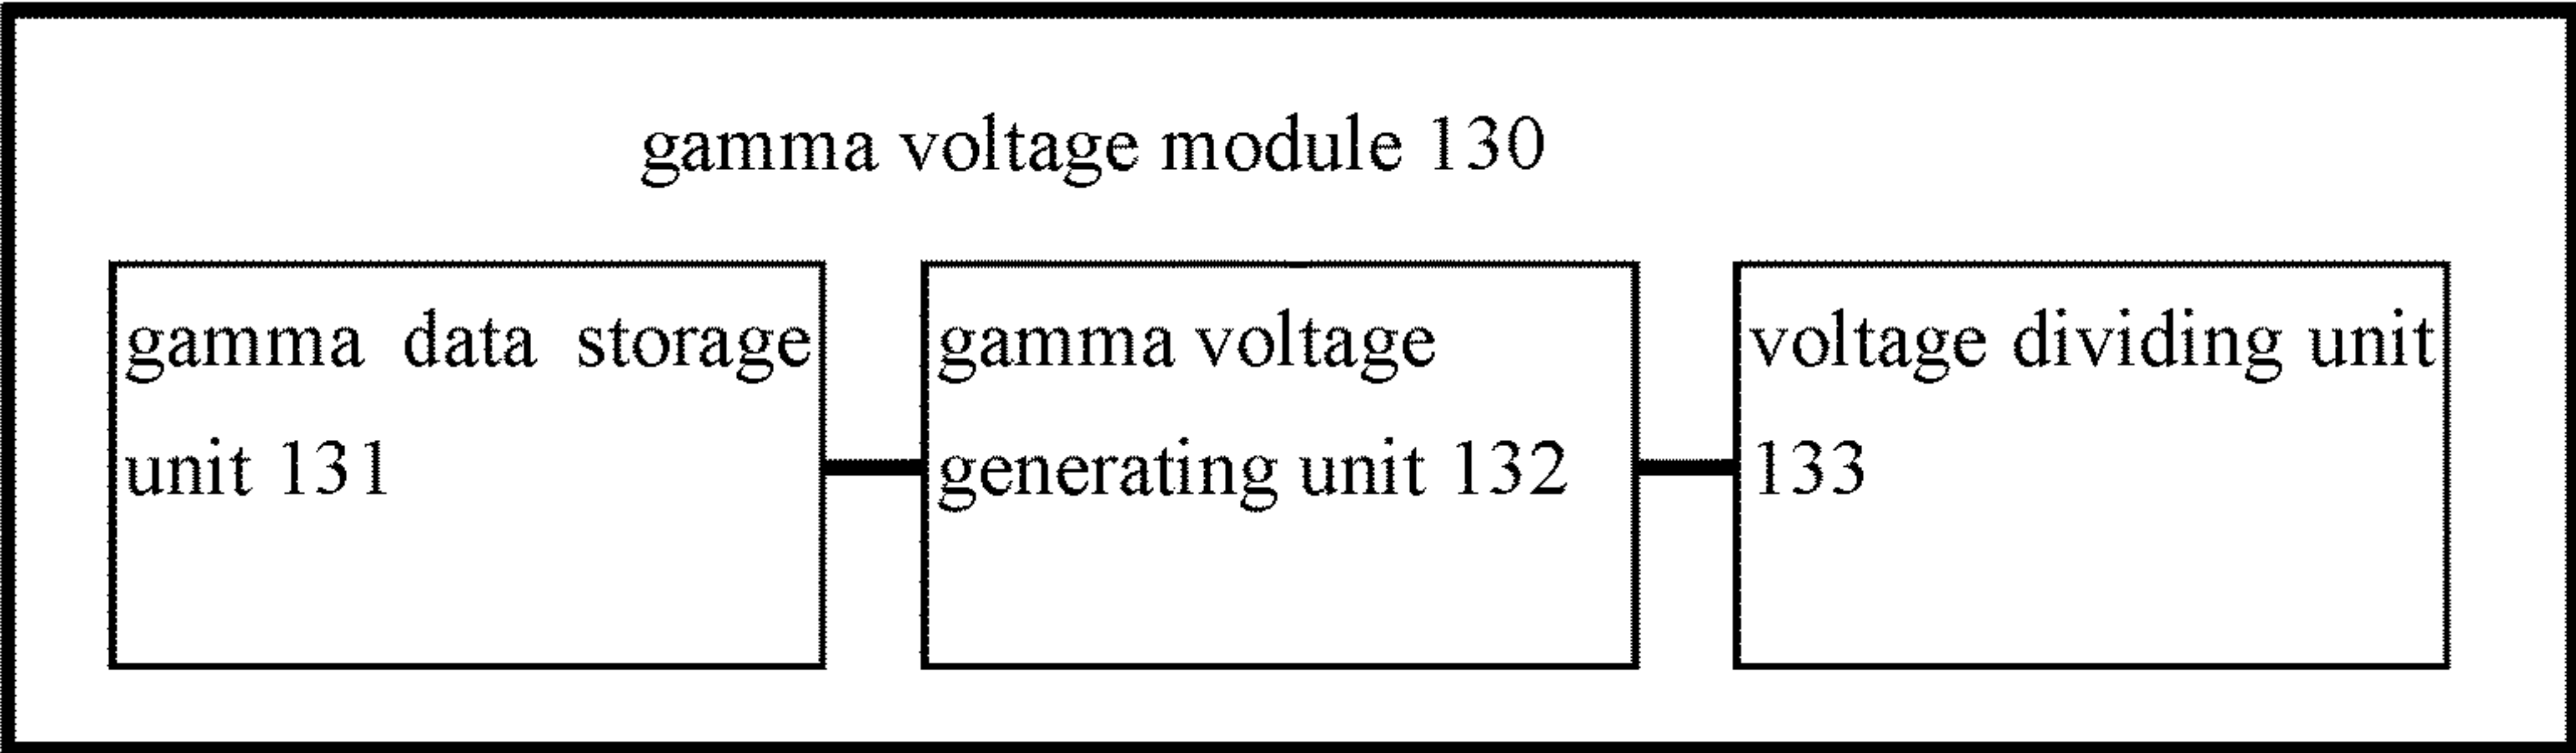 gamma voltage module 130
gamma data storage
unit 131
gamma voltage
generating unit 132
voltage dividing unit
133